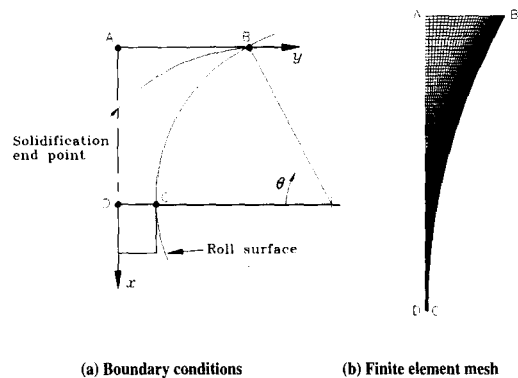 A
B
y
Solidification
end point
θ
D
C
Roll surface
x
A
B
D C
(a) Boundary conditions
(b) Finite element mesh